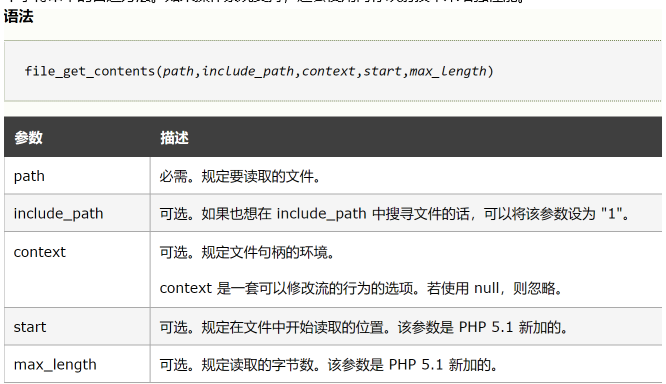 语法
file_get_contents(path,include_path,context,start,max_length)
参数 描述
path 必需。规定要读取的文件。
include_path 可选。如果也想在 include_path 中搜寻文件的话，可以将该参数设为 "1"。
context 可选。规定文件句柄的环境。
context 是一套可以修改流的行为的选项。若使用 null，则忽略。
start 可选。规定在文件中开始读取的位置。该参数是 PHP 5.1 新加的。
max_length 可选。规定读取的字节数。该参数是 PHP 5.1 新加的。